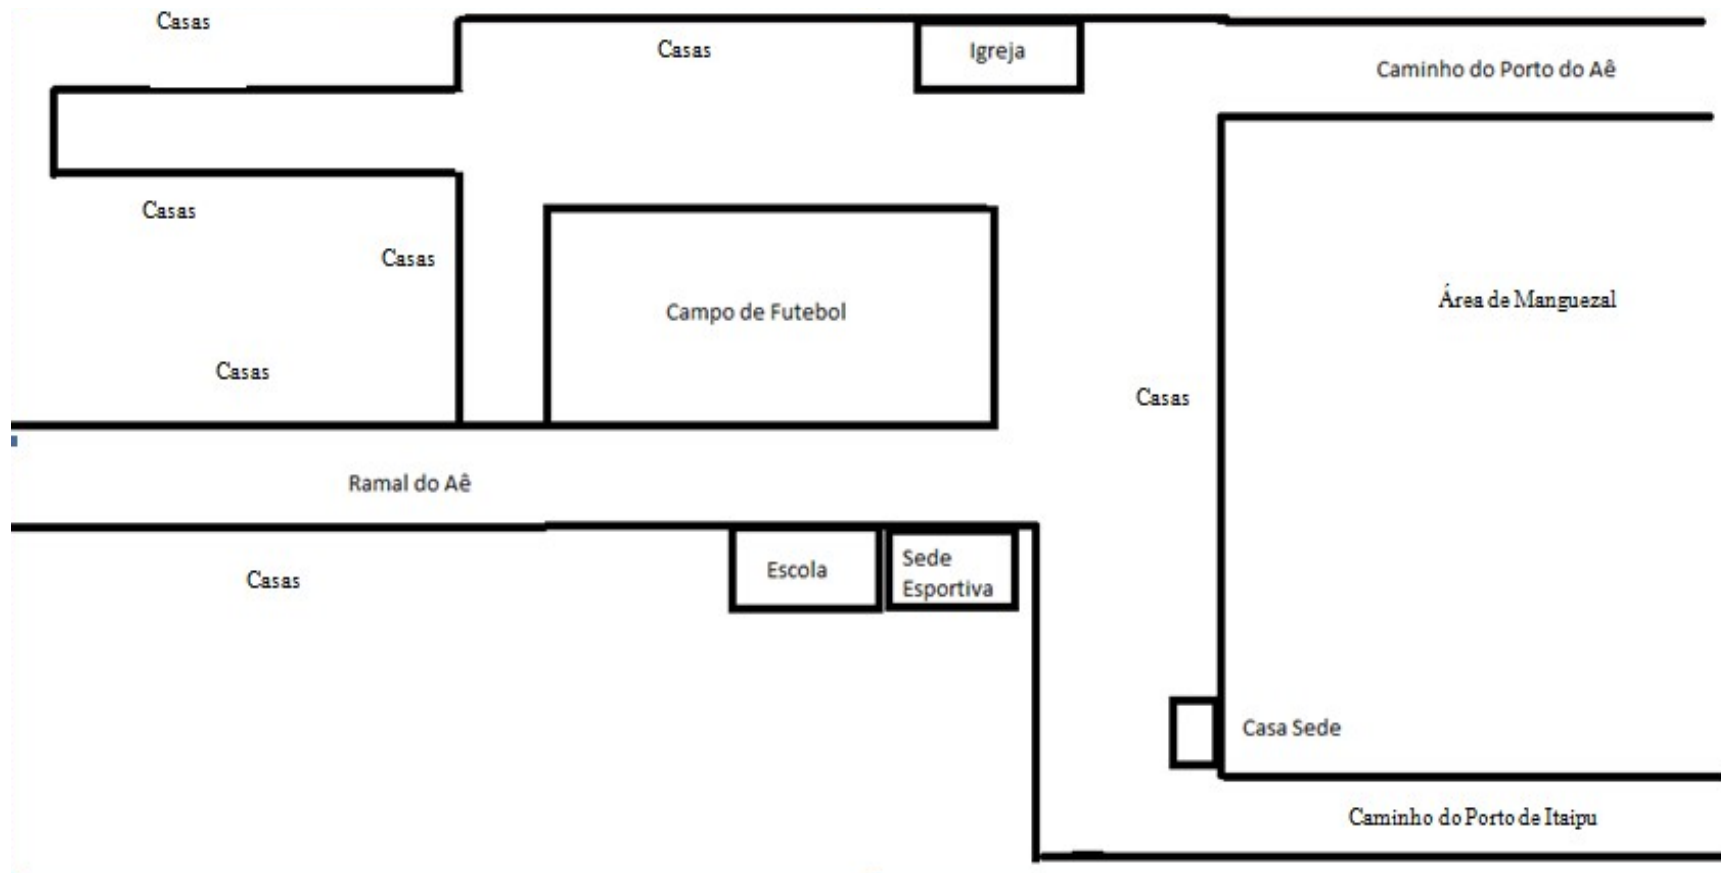 Casas
Casas
Igreja
Caminho do Porto do Aê
Casas
Casas
Campo de Futebol
Área de Manguezal
Casas
Casas
Ramal do Aê
Casas
Escola
Sede
Esportiva
Casa Sede
Caminho do Porto de Itaipu